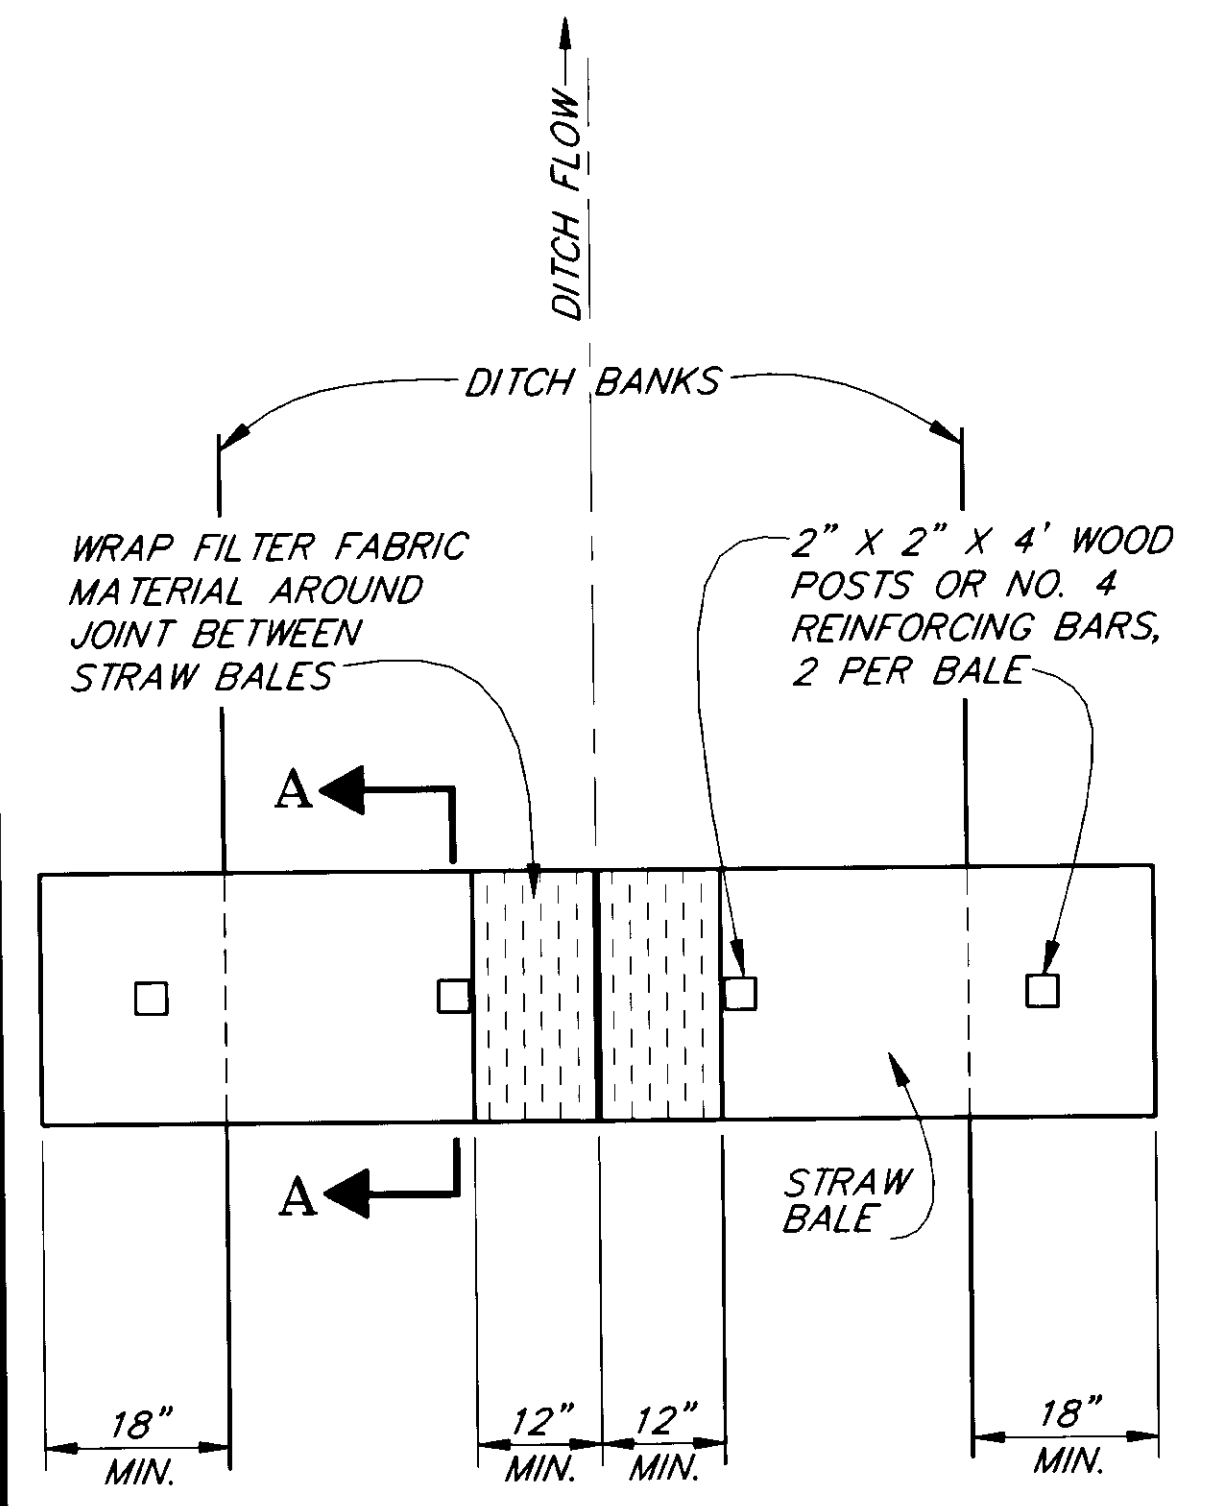 DITCH FLOW
DITCH BANKS
WRAP FILTER FABRIC
MATERIAL AROUND
JOINT BETWEEN
STRAW BALES
2" X 2" X 4' WOOD
POSTS OR NO. 4
REINFORCING BARS,
2 PER BALE
A
A
STRAW
BALE
18"
MIN.
12"
MIN.
12"
MIN.
18"
MIN.